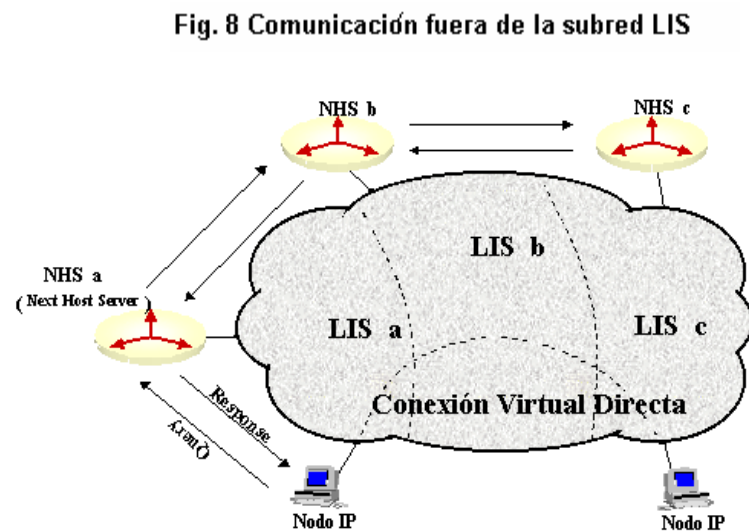 Fig. 8 Comunicación fuera de la subred LIS
NHS b
NHS c
NHS a
( Next Host Server )
LIS b
LIS a
LIS c
Conexión Virtual Directa
Response
Query
Nodo IP
Nodo IP